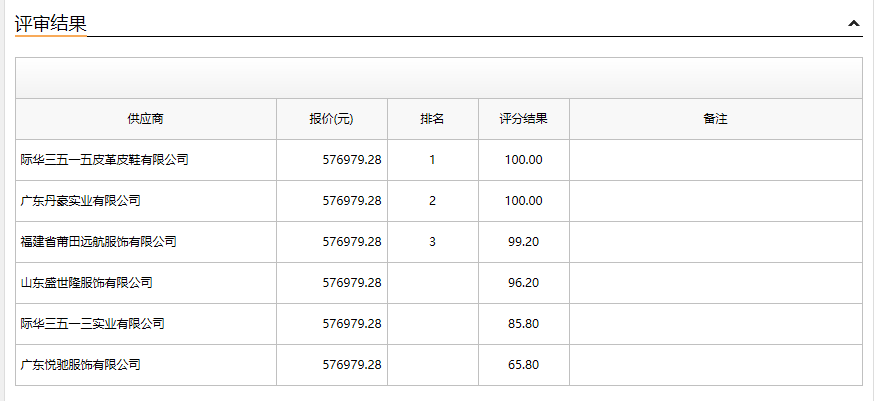 评审结果
供应商 报价(元) 排名 评分结果 备注
际华三五一五皮革皮鞋有限公司 576979.28 1 100.00
广东丹豪实业有限公司 576979.28 2 100.00
福建省莆田远航服饰有限公司 576979.28 3 99.20
山东盛世隆服饰有限公司 576979.28 96.20
际华三五一三实业有限公司 576979.28 85.80
广东悦驰服饰有限公司 576979.28 65.80